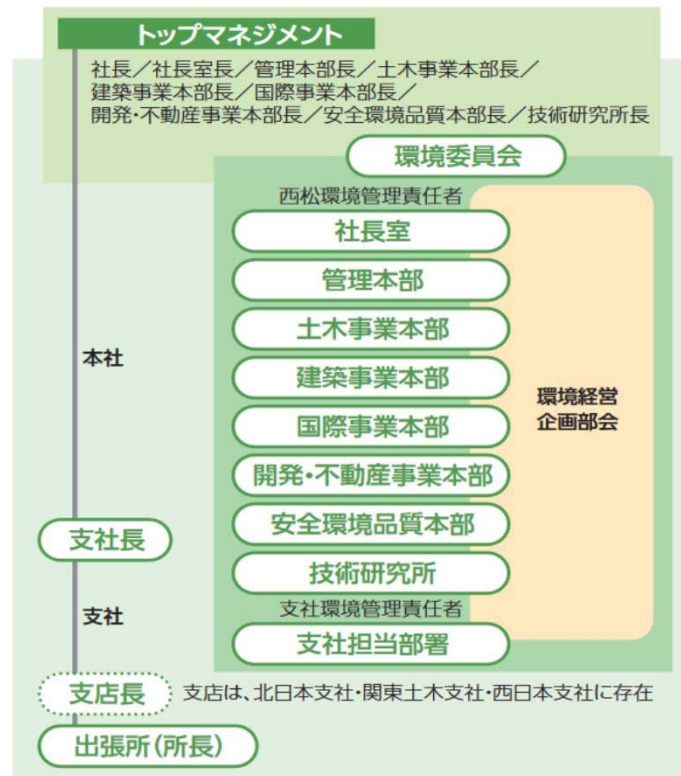 トップマネジメント
社長／社長室長／管理本部長／土木事業本部長／
建築事業本部長／国際事業本部長／
開発・不動産事業本部長／安全環境品質本部長／技術研究所長
環境委員会
西松環境管理責任者
社長室
管理本部
土木事業本部
本社
建築事業本部
環境経営
企画部会
国際事業本部
開発・不動産事業本部
安全環境品質本部
支社長
技術研究所
支社環境管理責任者
支社
支社担当部署
支店長
支店は、北日本支社・関東土木支社・西日本支社に存在
出張所（所長）